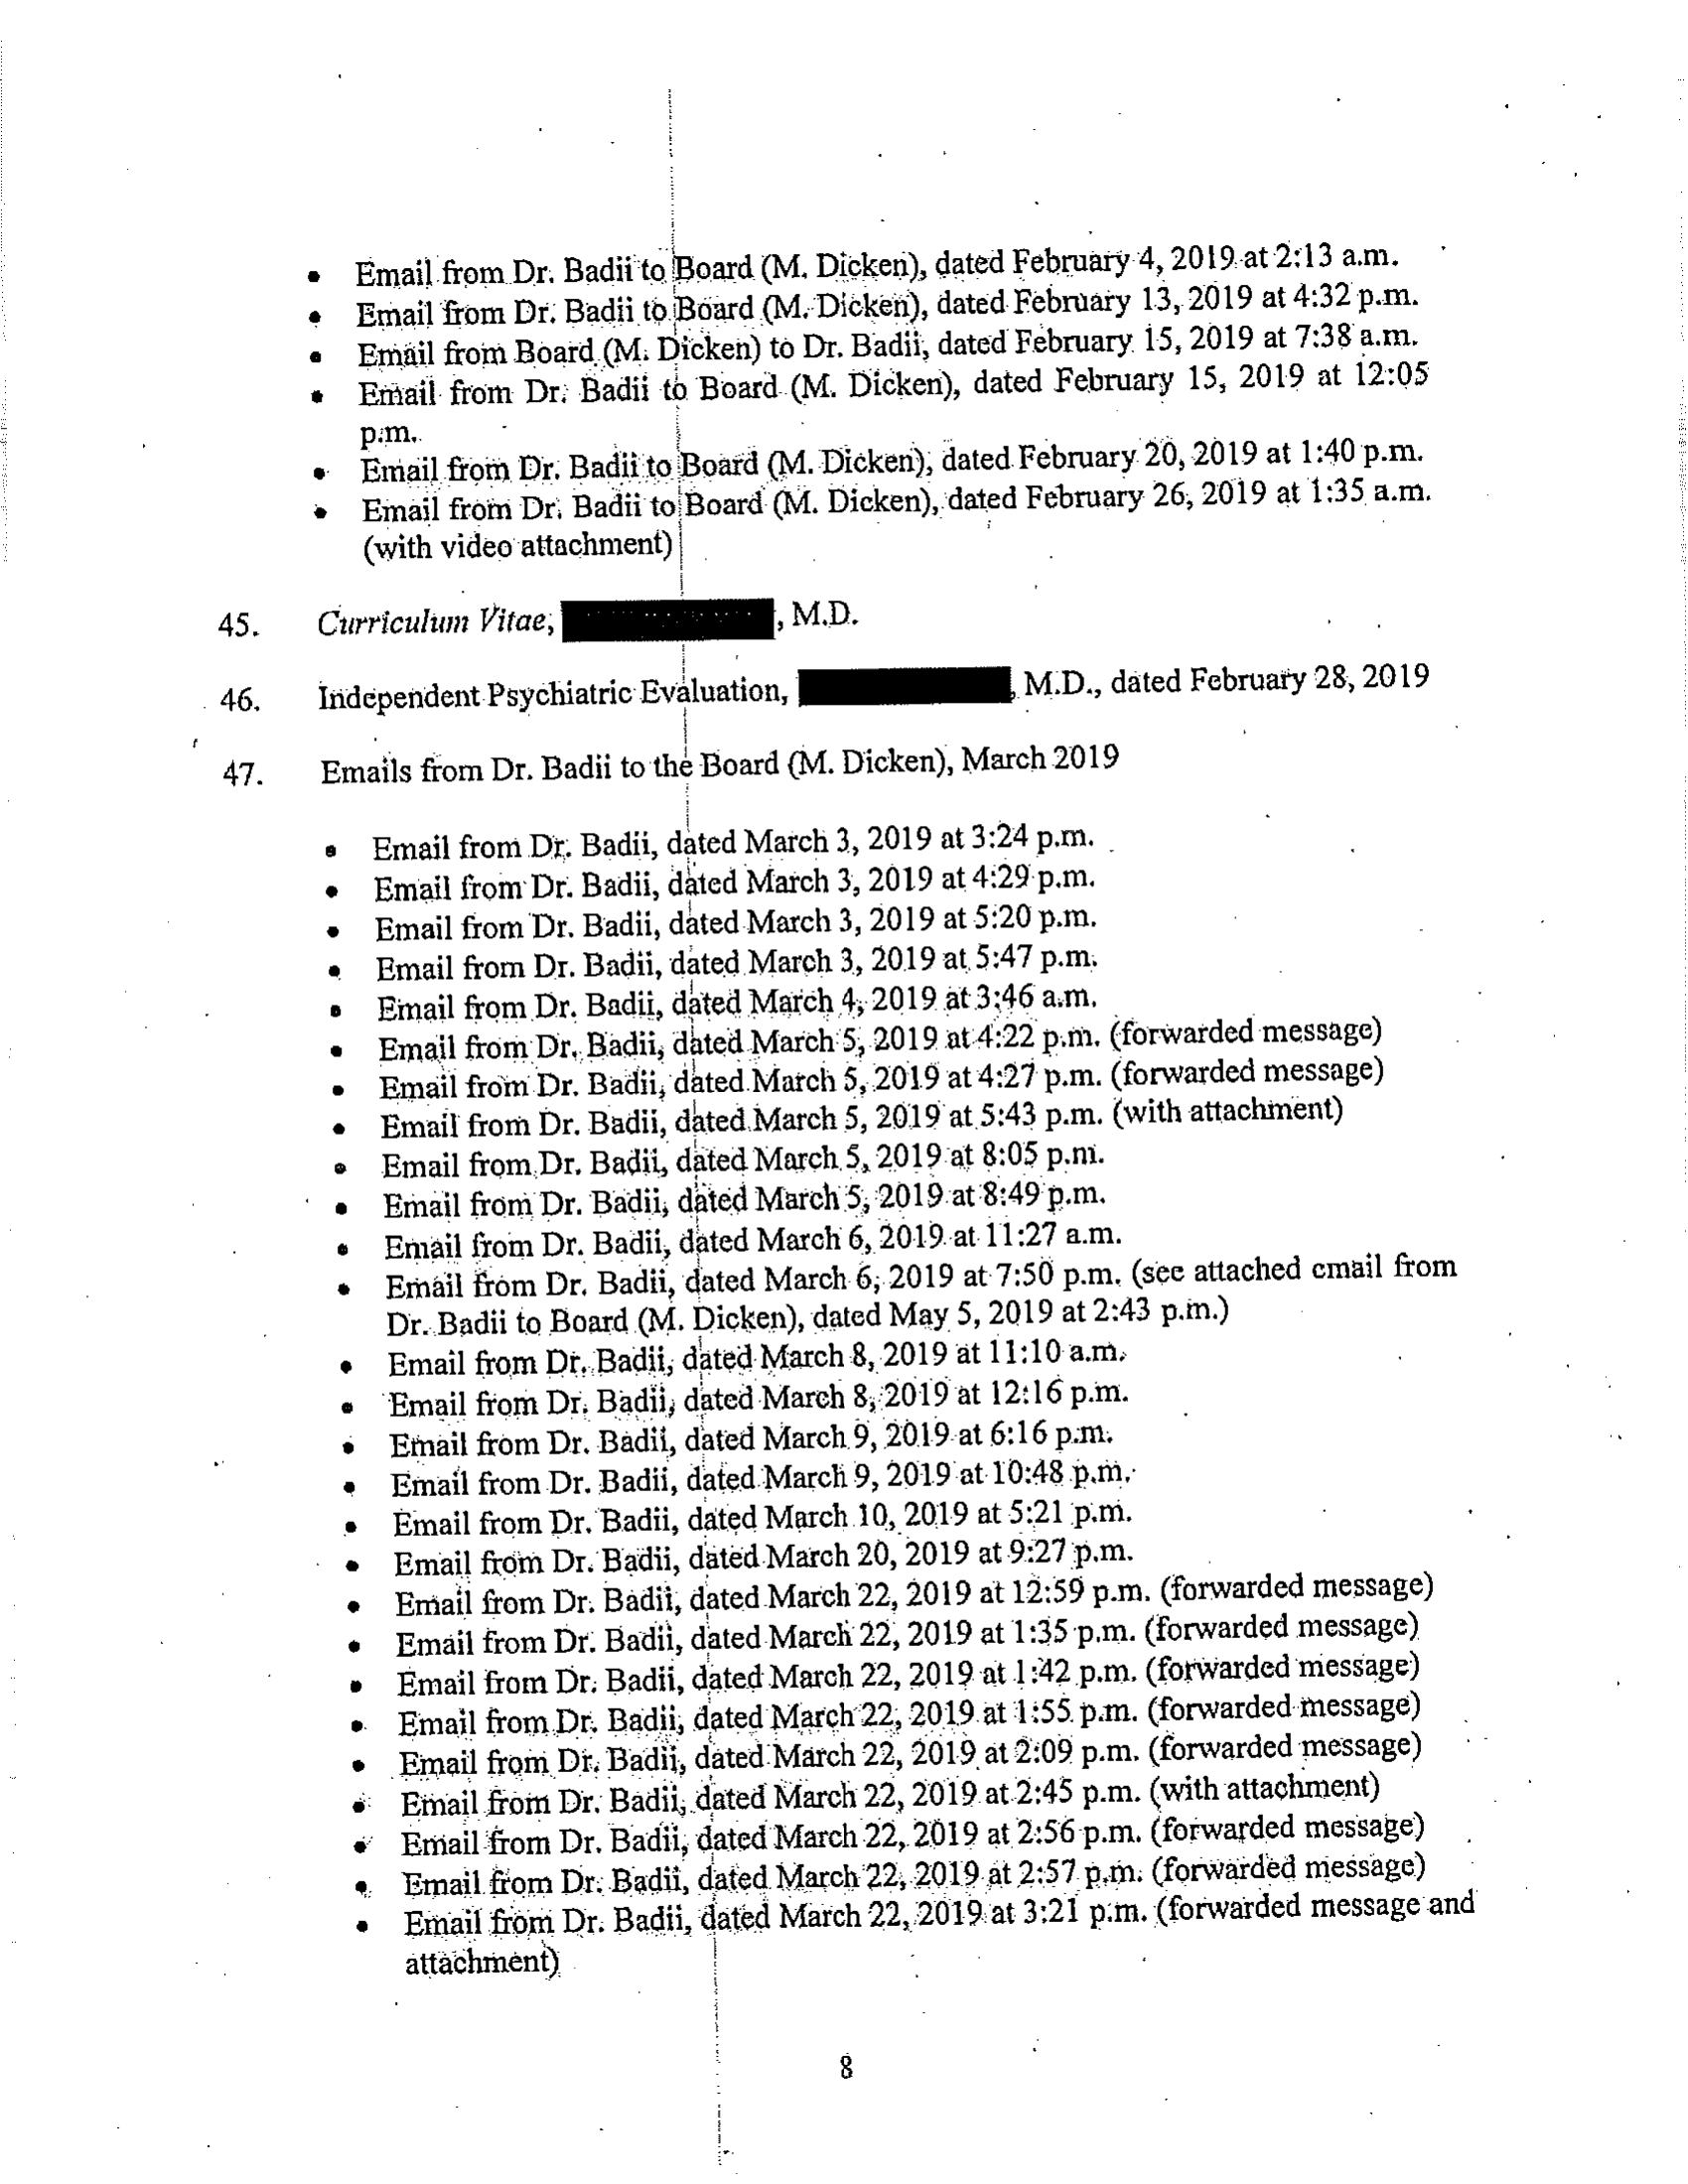 • Email from Dr. Badii to Board (M. Dicken), dated February 4, 2019 at 2:13 a.m.
• Email from Dr. Badii to Board (M. Dicken), dated February 13, 2019 at 4:32 p.m.
• Email from Board (M. Dicken) to Dr. Badii, dated February 15, 2019 at 7:38 a.m.
• Email from Dr. Badii to Board (M. Dicken), dated February 15, 2019 at 12:05
p.m.
• Email from Dr. Badii to Board (M. Dicken), dated February 20, 2019 at 1:40 p.m.
• Email from Dr. Badii to Board (M. Dicken), dated February 26, 2019 at 1:35 a.m.
(with video attachment)
45. Curriculum Vitae, , M.D.
46. Independent Psychiatric Evaluation, , M.D., dated February 28, 2019
47. Emails from Dr. Badii to the Board (M. Dicken), March 2019
• Email from Dr. Badii, dated March 3, 2019 at 3:24 p.m.
• Email from Dr. Badii, dated March 3, 2019 at 4:29 p.m.
• Email from Dr. Badii, dated March 3, 2019 at 5:20 p.m.
• Email from Dr. Badii, dated March 3, 2019 at 5:47 p.m.
• Email from Dr. Badii, dated March 4, 2019 at 3:46 a.m.
• Email from Dr. Badii, dated March 5, 2019 at 4:22 p.m. (forwarded message)
• Email from Dr. Badii, dated March 5, 2019 at 4:27 p.m. (forwarded message)
• Email from Dr. Badii, dated March 5, 2019 at 5:43 p.m. (with attachment)
• Email from Dr. Badii, dated March 5, 2019 at 8:05 p.m.
• Email from Dr. Badii, dated March 5, 2019 at 8:49 p.m.
• Email from Dr. Badii, dated March 6, 2019 at 11:27 a.m.
• Email from Dr. Badii, dated March 6, 2019 at 7:50 p.m. (see attached email from
Dr. Badii to Board (M. Dicken), dated May 5, 2019 at 2:43 p.m.)
• Email from Dr. Badii, dated March 8, 2019 at 11:10 a.m.
• Email from Dr. Badii, dated March 8, 2019 at 12:16 p.m.
• Email from Dr. Badii, dated March 9, 2019 at 6:16 p.m.
• Email from Dr. Badii, dated March 9, 2019 at 10:48 p.m.
• Email from Dr. Badii, dated March 10, 2019 at 5:21 p.m.
• Email from Dr. Badii, dated March 20, 2019 at 9:27 p.m.
• Email from Dr. Badii, dated March 22, 2019 at 12:59 p.m. (forwarded message)
• Email from Dr. Badii, dated March 22, 2019 at 1:35 p.m. (forwarded message)
• Email from Dr. Badii, dated March 22, 2019 at 1:42 p.m. (forwarded message)
• Email from Dr. Badii, dated March 22, 2019 at 1:55 p.m. (forwarded message)
• Email from Dr. Badii, dated March 22, 2019 at 2:09 p.m. (forwarded message)
• Email from Dr. Badii, dated March 22, 2019 at 2:45 p.m. (with attachment)
• Email from Dr. Badii, dated March 22, 2019 at 2:56 p.m. (forwarded message)
• Email from Dr. Badii, dated March 22, 2019 at 2:57 p.m. (forwarded message)
• Email from Dr. Badii, dated March 22, 2019 at 3:21 p.m. (forwarded message and
attachment)
8